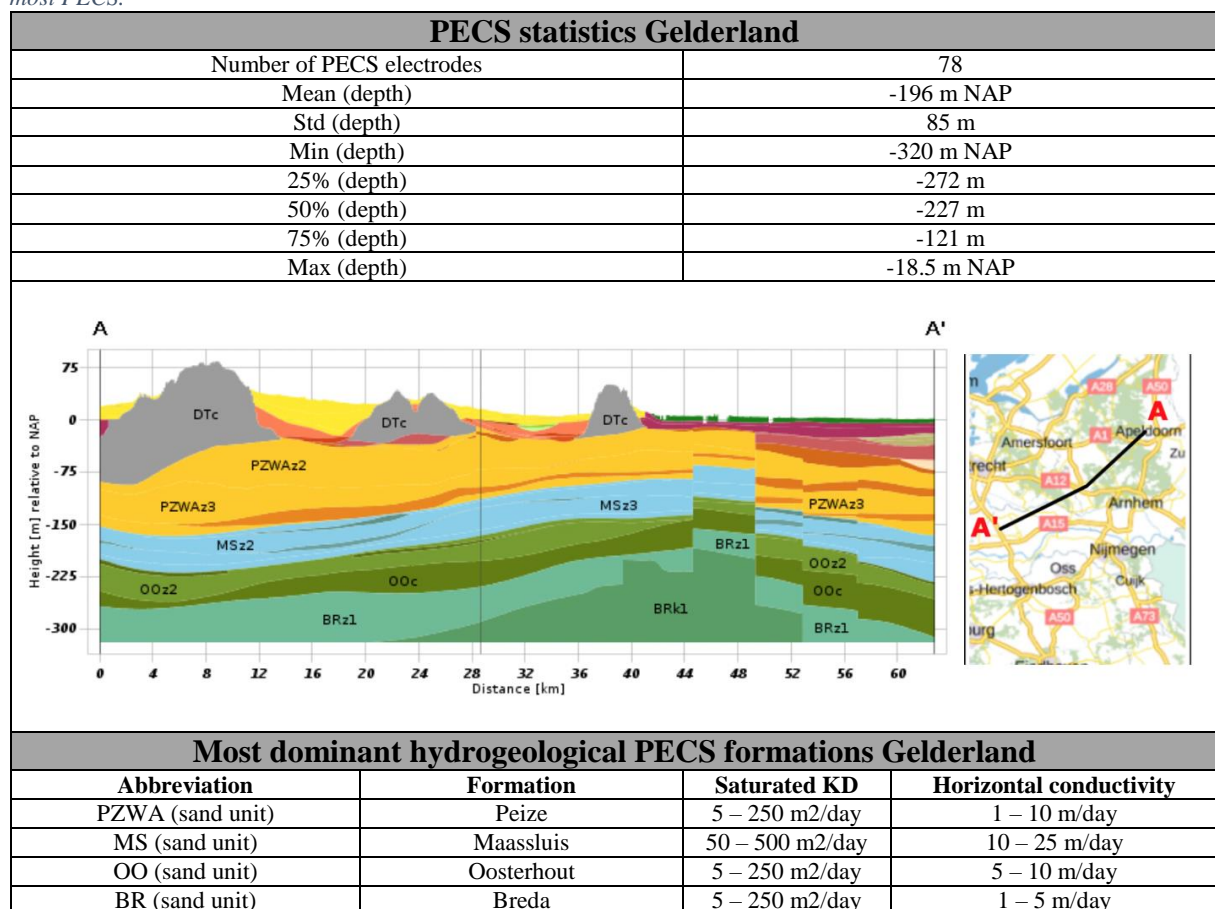 most PECS.
PECS statistics Gelderland
Number of PECS electrodes 78
Mean (depth) -196 m NAP
Std (depth) 85 m
Min (depth) -320 m NAP
25% (depth) -272 m
50% (depth) -227 m
75% (depth) -121 m
Max (depth) -18.5 m NAP
A A'
Height [m] relative to NAP
75
0
-75
-150
-225
-300
DTc DTc DTc
PZWAz2
PZWAz3 PZWAz3
MSz3
MSz2
BRz1
OOz2
OOz2 OOc OOc
BRz1 BRk1 BRz1
0 4 8 12 16 20 24 28 32 36 40 44 48 52 56 60
Distance [km]
m A28 A50
A
Amersfoort A1 Apeldoorn
Zu
recht
A12
Arnhem
A' A15
Nijmegen
Oss
s-Hertogenbosch Cuijk
A50 A73
urg
Most dominant hydrogeological PECS formations Gelderland
Abbreviation Formation Saturated KD Horizontal conductivity
PZWA (sand unit) Peize 5 – 250 m2/day 1 – 10 m/day
MS (sand unit) Maassluis 50 – 500 m2/day 10 – 25 m/day
OO (sand unit) Oosterhout 5 – 250 m2/day 5 – 10 m/day
BR (sand unit) Breda 5 – 250 m2/day 1 – 5 m/day